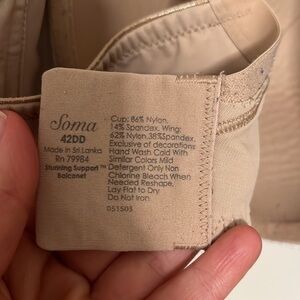 Soma
42DD
Made in Sri Lanka
Rn 79984
Stunning Support™
Balconet
Cup: 86% Nylon,
14% Spandex, Wing:
62% Nylon, 38% Spandex,
Exclusive of decorations
Hand Wash Cold With
Similar Colors Mild
Detergent Only Non
Chlorine Bleach When
Needed Reshape,
Lay Flat to Dry
Do Not Iron
051503